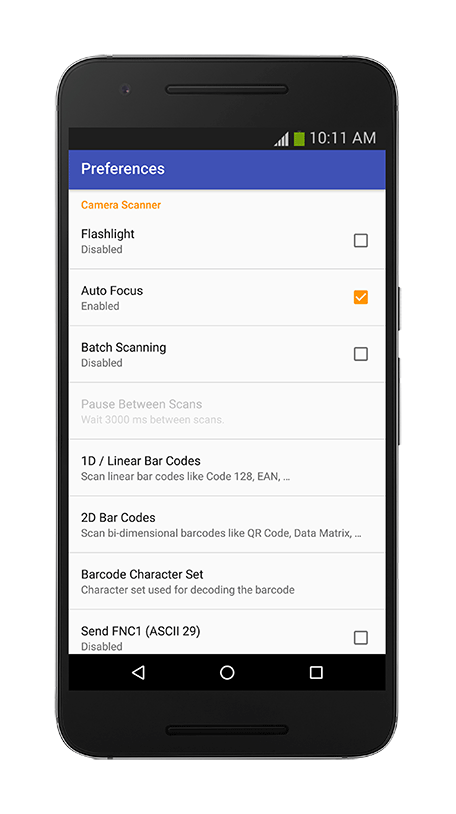 10:11 AM
Preferences
Camera Scanner
Flashlight
Disabled
Auto Focus
Enabled
Batch Scanning
Disabled
Pause Between Scans
Wait 3000 ms between scans.
1D / Linear Bar Codes
Scan linear bar codes like Code 128, EAN, ...
2D Bar Codes
Scan bi-dimensional barcodes like QR Code, Data Matrix, ...
Barcode Character Set
Character set used for decoding the barcode
Send FNC1 (ASCII 29)
Disabled